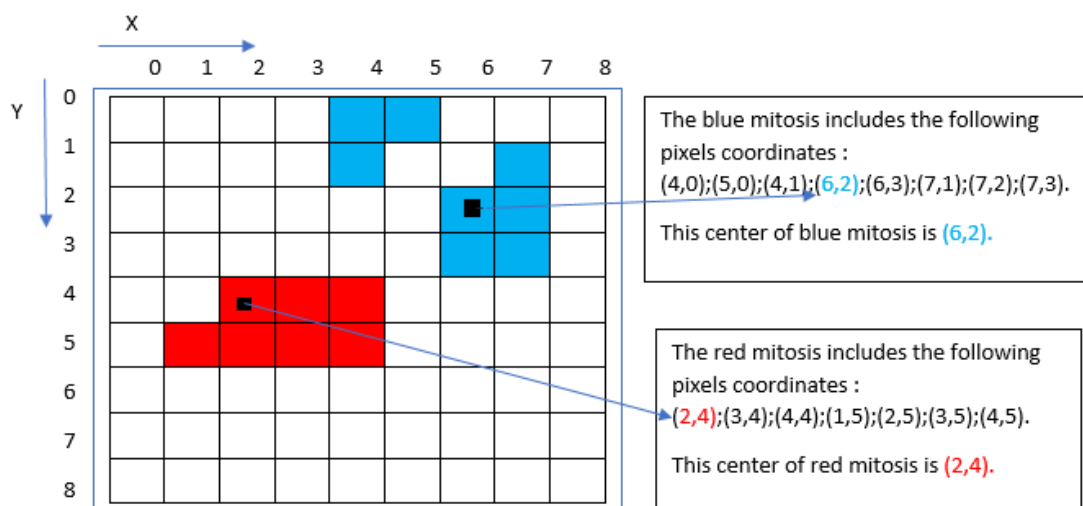 X
0 1 2 3 4 5 6 7 8
Y
0
1
2
3
4
5
6
7
8
The blue mitosis includes the following
pixels coordinates :
(4,0);(5,0);(4,1);(6,2);(6,3);(7,1);(7,2);(7,3).
This center of blue mitosis is (6,2).
The red mitosis includes the following
pixels coordinates :
(2,4);(3,4);(4,4);(1,5);(2,5);(3,5);(4,5).
This center of red mitosis is (2,4).